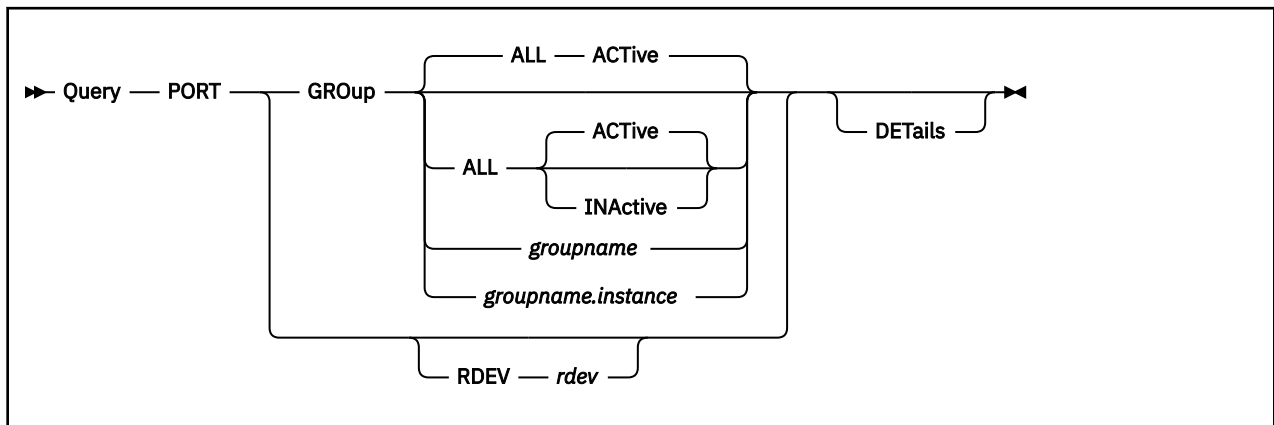 ALL ACTive
Query PORT GROup
ACTive
ALL
INActive
DETails
groupname
groupname.instance
RDEV rdev